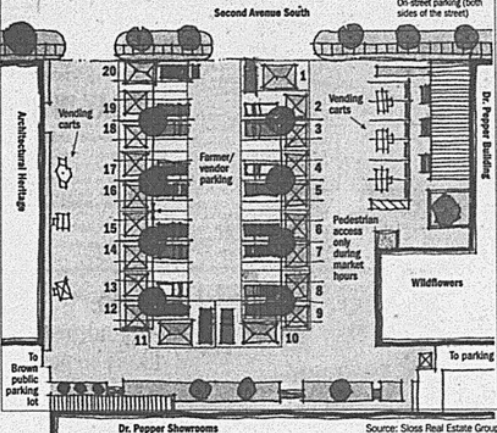 Second Avenue South
On-street parking (both
sides of the street)
20
1
19
2
18
3
17
4
16
5
15
6
14
7
13
8
12
9
11
10
Vending
carts
Farmer/
vendor
parking
Vending
carts
Architectural Heritage
Dr. Pepper Building
Pedestrian
access
only
during
market
hours
Wildflowers
To
Brown
public
parking
lot
To parking
Dr. Pepper Showrooms
Source: Sloss Real Estate Group